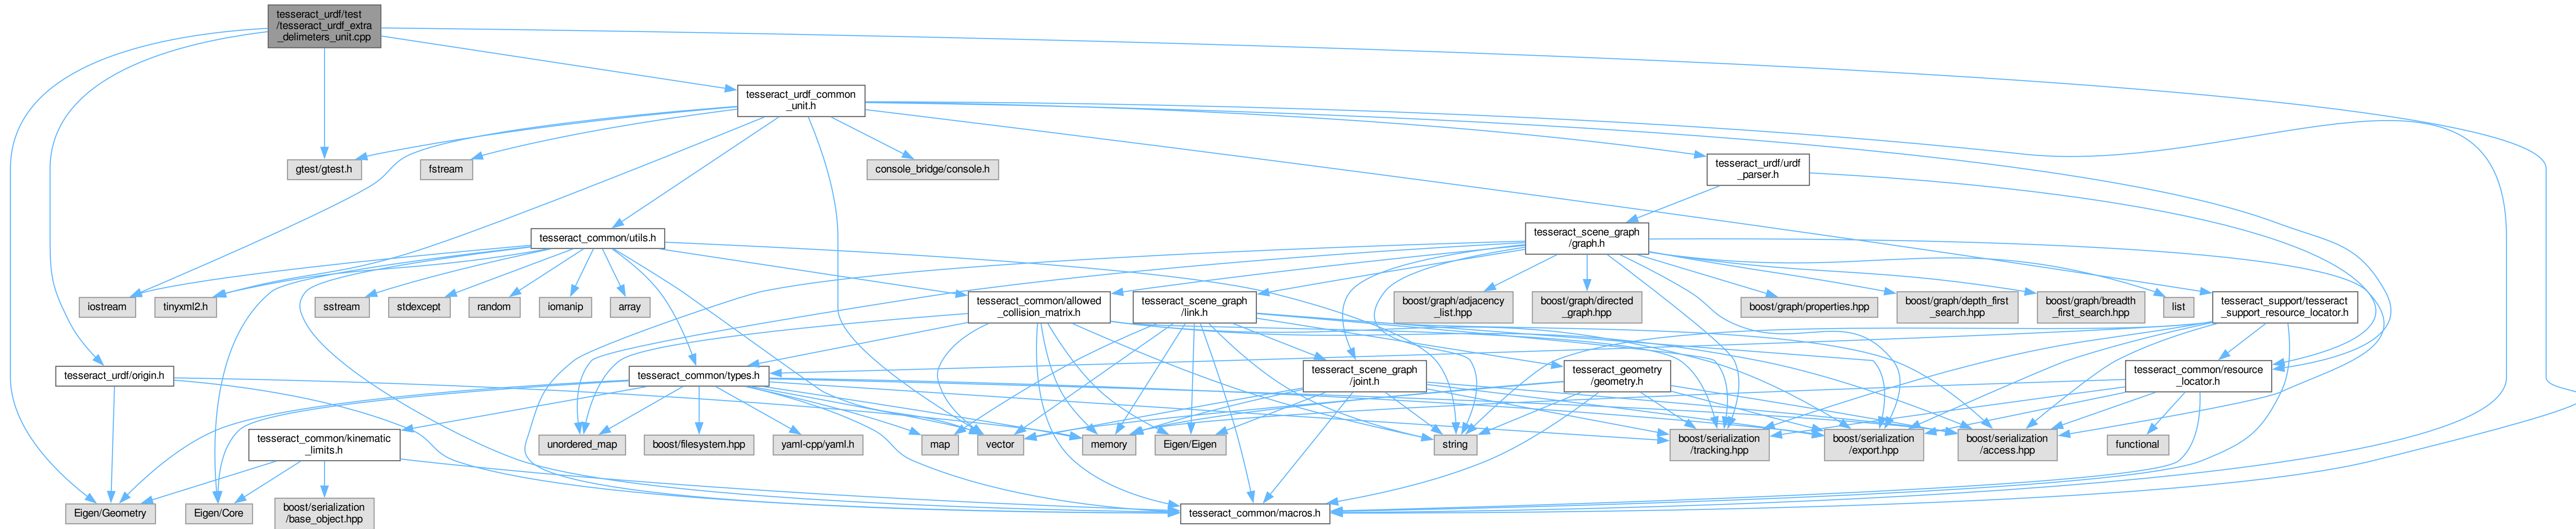 tesseract_urdf/test
/tesseract_urdf_extra
_delimeters_unit.cpp
tesseract_urdf_common
_unit.h
gtest/gtest.h
fstream
console_bridge/console.h
tesseract_urdf/urdf
_parser.h
tesseract_common/utils.h
tesseract_scene_graph
/graph.h
iostream
tinyxml2.h
sstream
stdexcept
random
iomanip
array
tesseract_common/allowed
_collision_matrix.h
tesseract_scene_graph
/link.h
boost/graph/adjacency
_list.hpp
boost/graph/directed
_graph.hpp
boost/graph/properties.hpp
boost/graph/depth_first
_search.hpp
boost/graph/breadth
_first_search.hpp
list
tesseract_support/tesseract
_support_resource_locator.h
tesseract_urdf/origin.h
tesseract_common/types.h
tesseract_scene_graph
/joint.h
tesseract_geometry
/geometry.h
tesseract_common/resource
_locator.h
tesseract_common/kinematic
_limits.h
unordered_map
boost/filesystem.hpp
yaml-cpp/yaml.h
map
vector
memory
Eigen/Eigen
string
boost/serialization
/tracking.hpp
boost/serialization
/export.hpp
boost/serialization
/access.hpp
functional
Eigen/Geometry
Eigen/Core
boost/serialization
/base_object.hpp
tesseract_common/macros.h